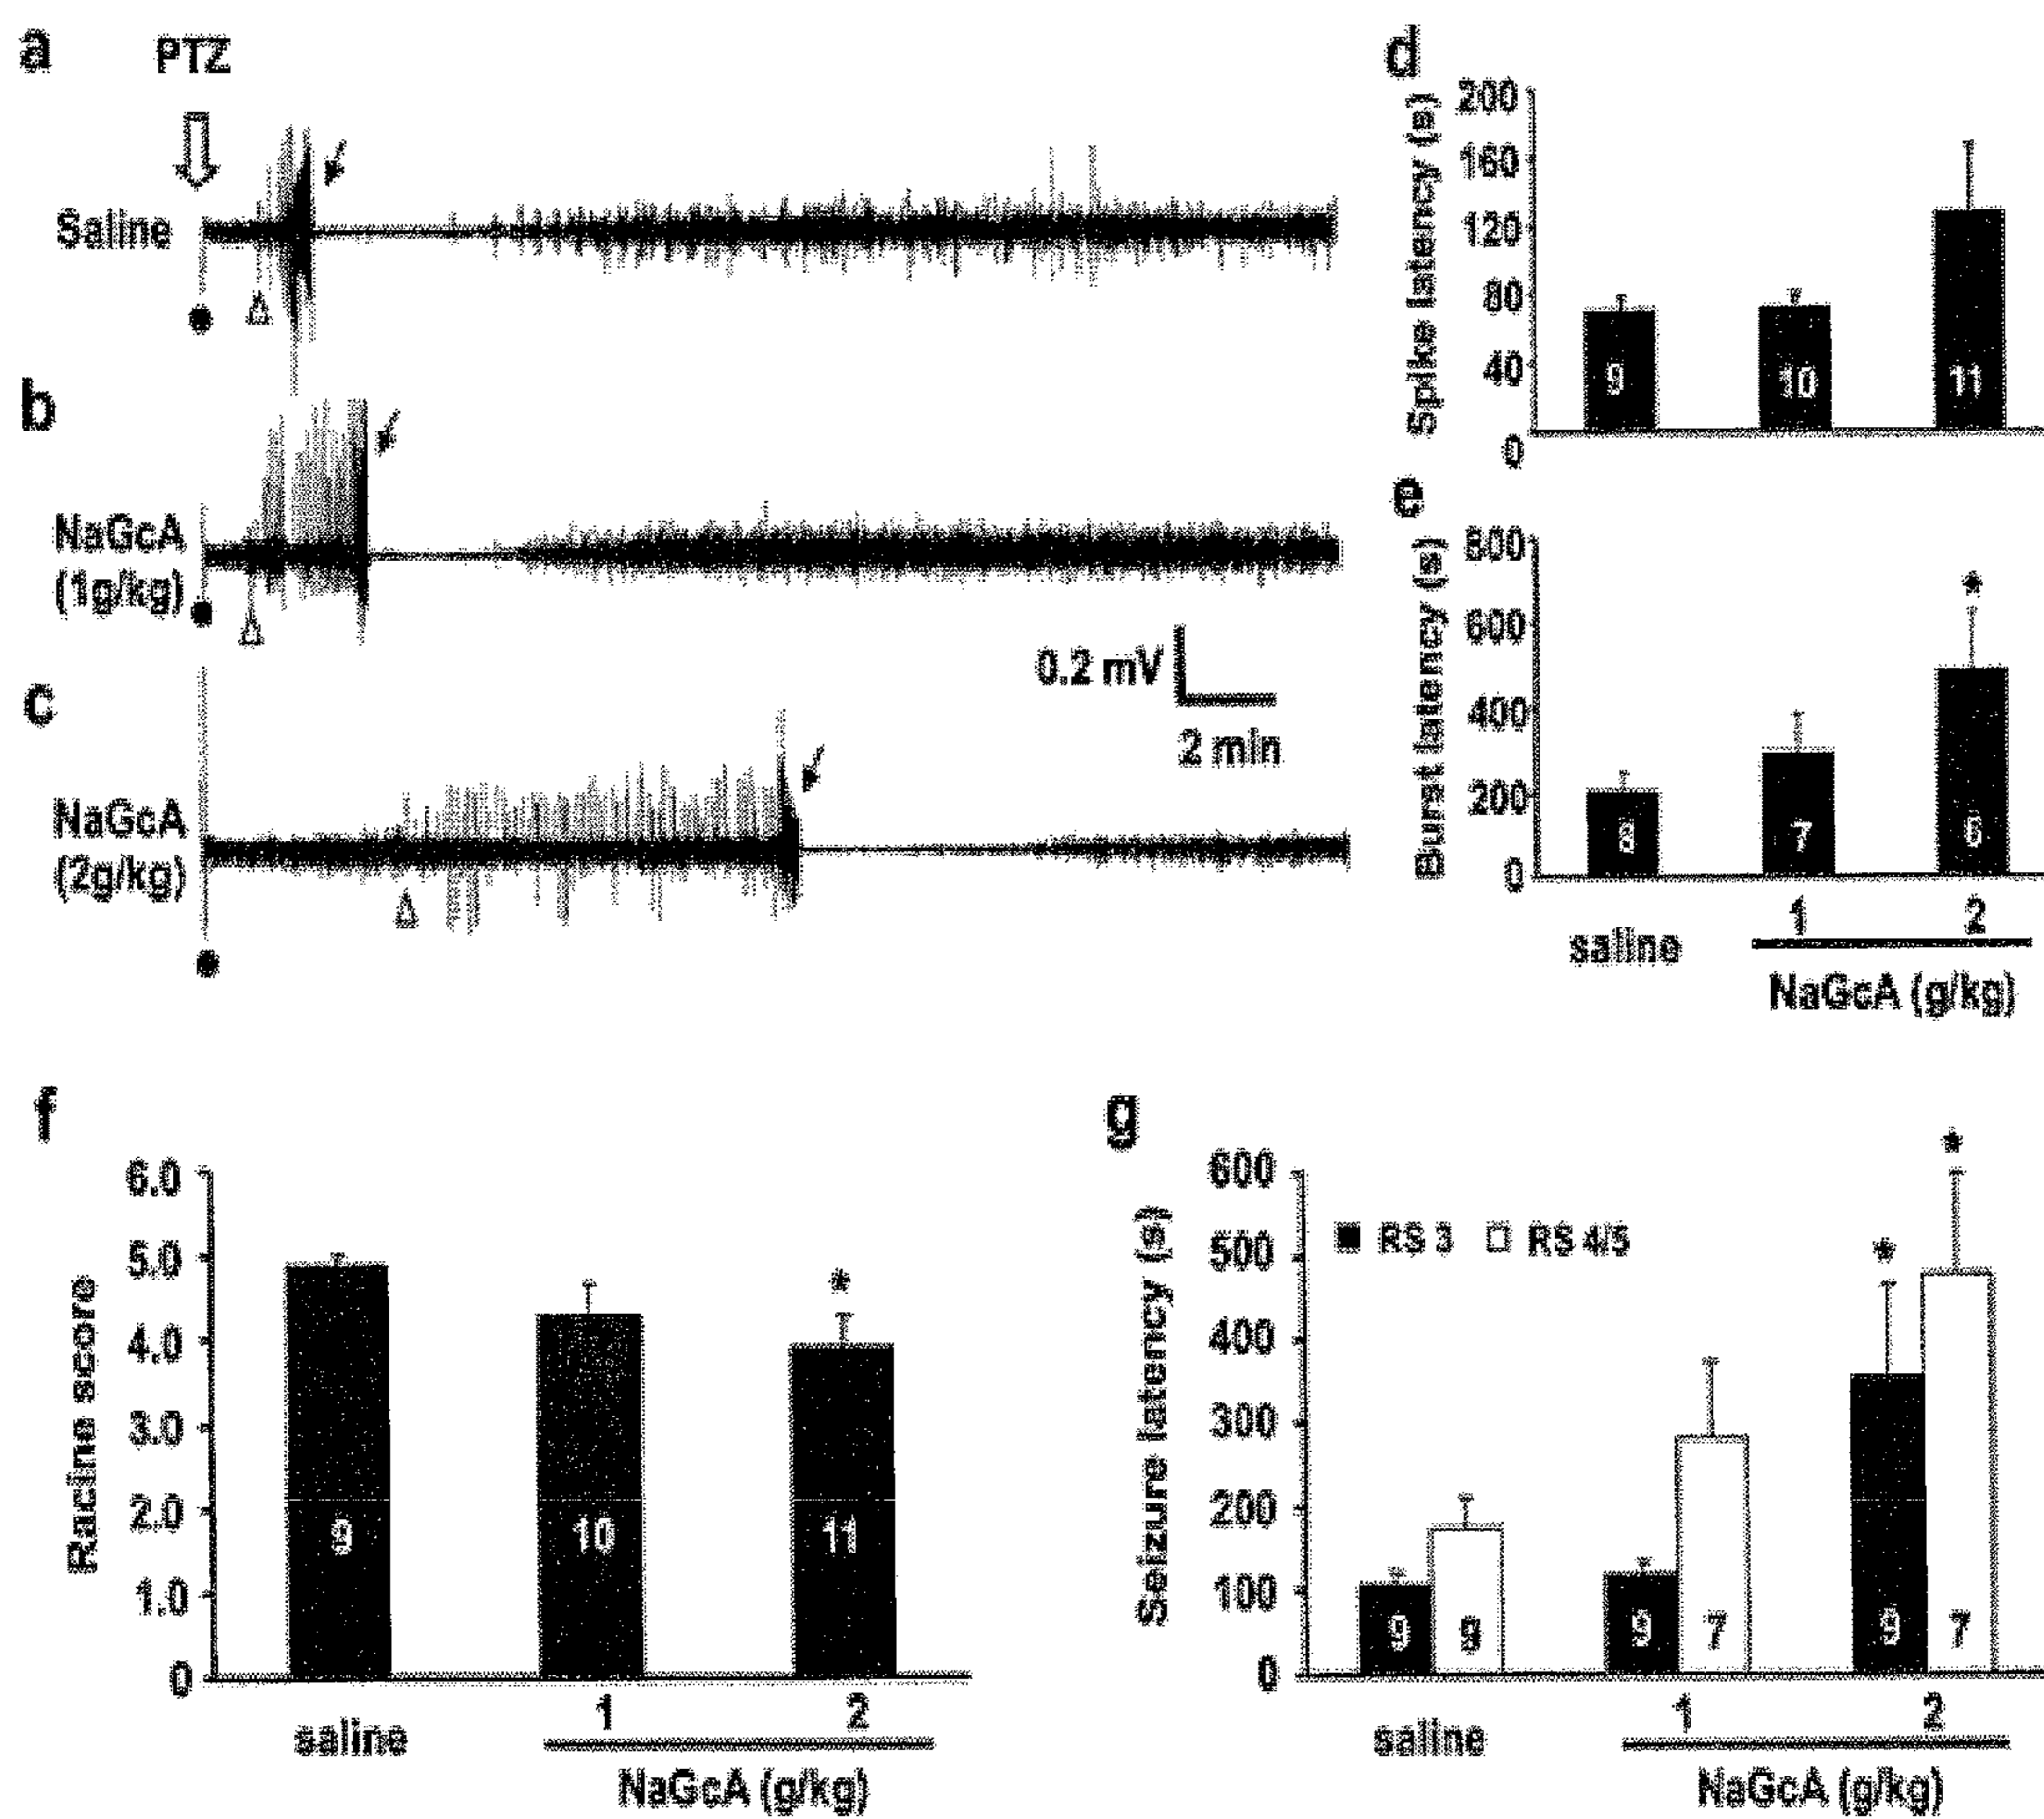 a
PTZ
Saline
b
NaGcA
(1g/kg)
0.2 mV
2 min
c
NaGcA
(2g/kg)
d
Spike latency (s)
200
160
120
80
40
0
9
10
11
e
Burst latency (s)
800
600
400
200
0
*
8
7
6
saline
1
2
NaGcA (g/kg)
f
Racine score
6.0
5.0
4.0
3.0
2.0
1.0
0
*
9
10
11
saline
1
2
NaGcA (g/kg)
g
Seizure latency (s)
600
500
400
300
200
100
0
RS 3 RS 4/5
*
*
9 9 9 7 9 7
saline
1
2
NaGcA (g/kg)